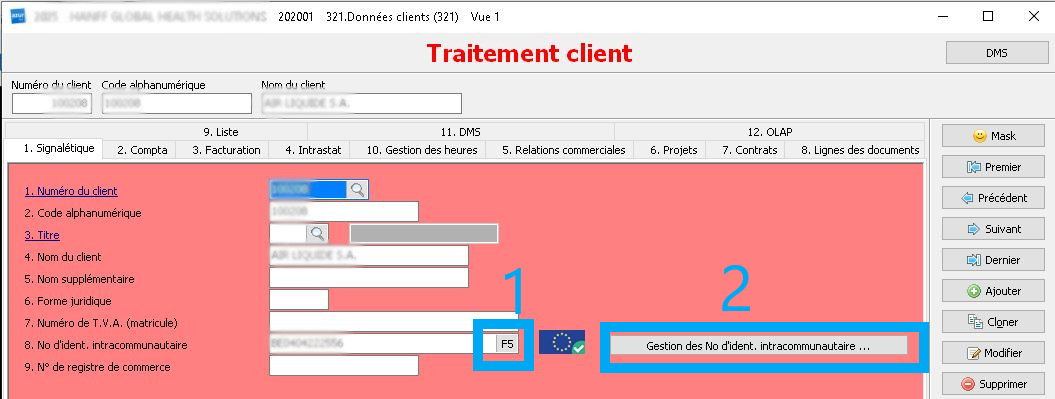 azur 2025 HANFF GLOBAL HEALTH SOLUTIONS 202001 321.Données clients (321) Vue 1
Traitement client
DMS
Numéro du client Code alphanumérique Nom du client
100208 100208 AIR LIQUIDE S.A.
9. Liste 11. DMS 12. OLAP
1. Signalétique 2. Compta 3. Facturation 4. Intrastat 10. Gestion des heures 5. Relations commerciales 6. Projets 7. Contrats 8. Lignes des documents
1. Numéro du client 100208
2. Code alphanumérique 100208
3. Titre
4. Nom du client AIR LIQUIDE S.A.
5. Nom supplémentaire
6. Forme juridique
7. Numéro de T.V.A. (matricule)
8. No d'ident. intracommunautaire BE0404222556 F5 Gestion des No d'ident. intracommunautaire ...
9. N° de registre de commerce
1 2
Mask
Premier
Précédent
Suivant
Dernier
Ajouter
Cloner
Modifier
Supprimer